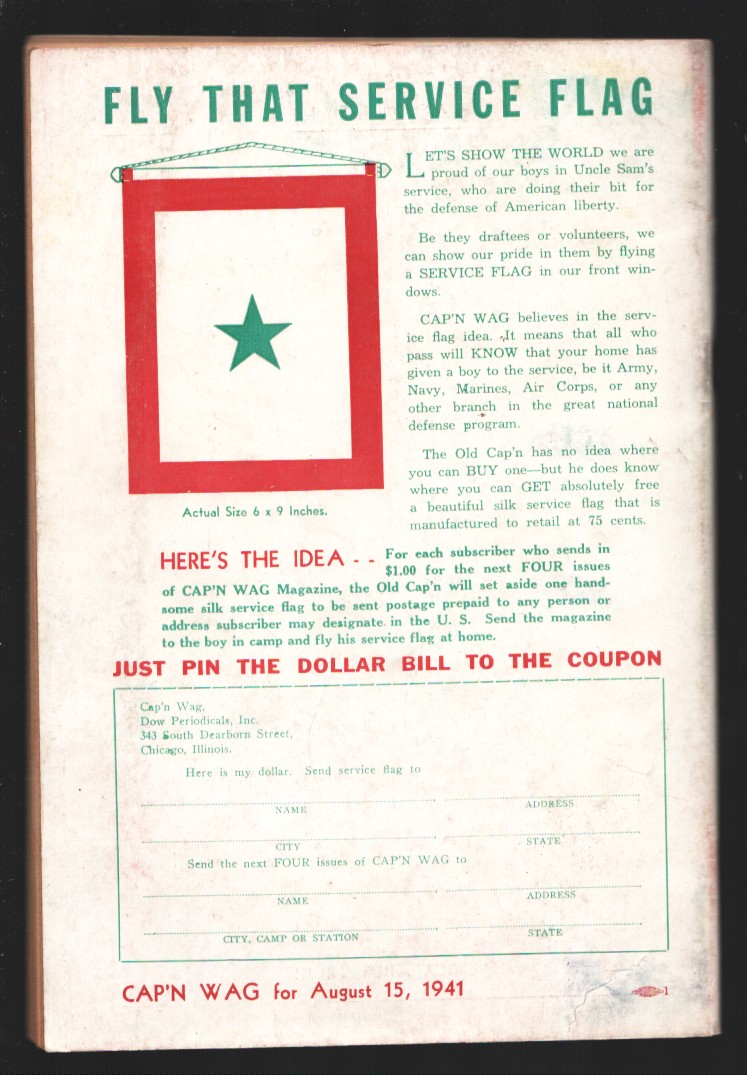 FLY THAT SERVICE FLAG
LET'S SHOW THE WORLD we are
proud of our boys in Uncle Sam's
service, who are doing their bit for
the defense of American liberty.
Be they draftees or volunteers, we
can show our pride in them by flying
a SERVICE FLAG in our front win-
dows.
CAP'N WAG believes in the serv-
ice flag idea. It means that all who
pass will KNOW that your home has
given a boy to the service, be it Army,
Navy, Marines, Air Corps, or any
other branch in the great national
defense program.
The Old Cap'n has no idea where
you can BUY one—but he does know
where you can GET absolutely free
a beautiful silk service flag that is
manufactured to retail at 75 cents.
Actual Size 6 x 9 Inches.
HERE'S THE IDEA - - For each subscriber who sends in
$1.00 for the next FOUR issues
of CAP'N WAG Magazine, the Old Cap'n will set aside one hand-
some silk service flag to be sent postage prepaid to any person or
address subscriber may designate in the U. S. Send the magazine
to the boy in camp and fly his service flag at home.
JUST PIN THE DOLLAR BILL TO THE COUPON
Cap'n Wag,
Dow Periodicals, Inc.
343 South Dearborn Street,
Chicago, Illinois.
Here is my dollar. Send service flag to
NAME ADDRESS
CITY STATE
Send the next FOUR issues of CAP'N WAG to
NAME ADDRESS
CITY, CAMP OR STATION STATE
CAP'N WAG for August 15, 1941
1